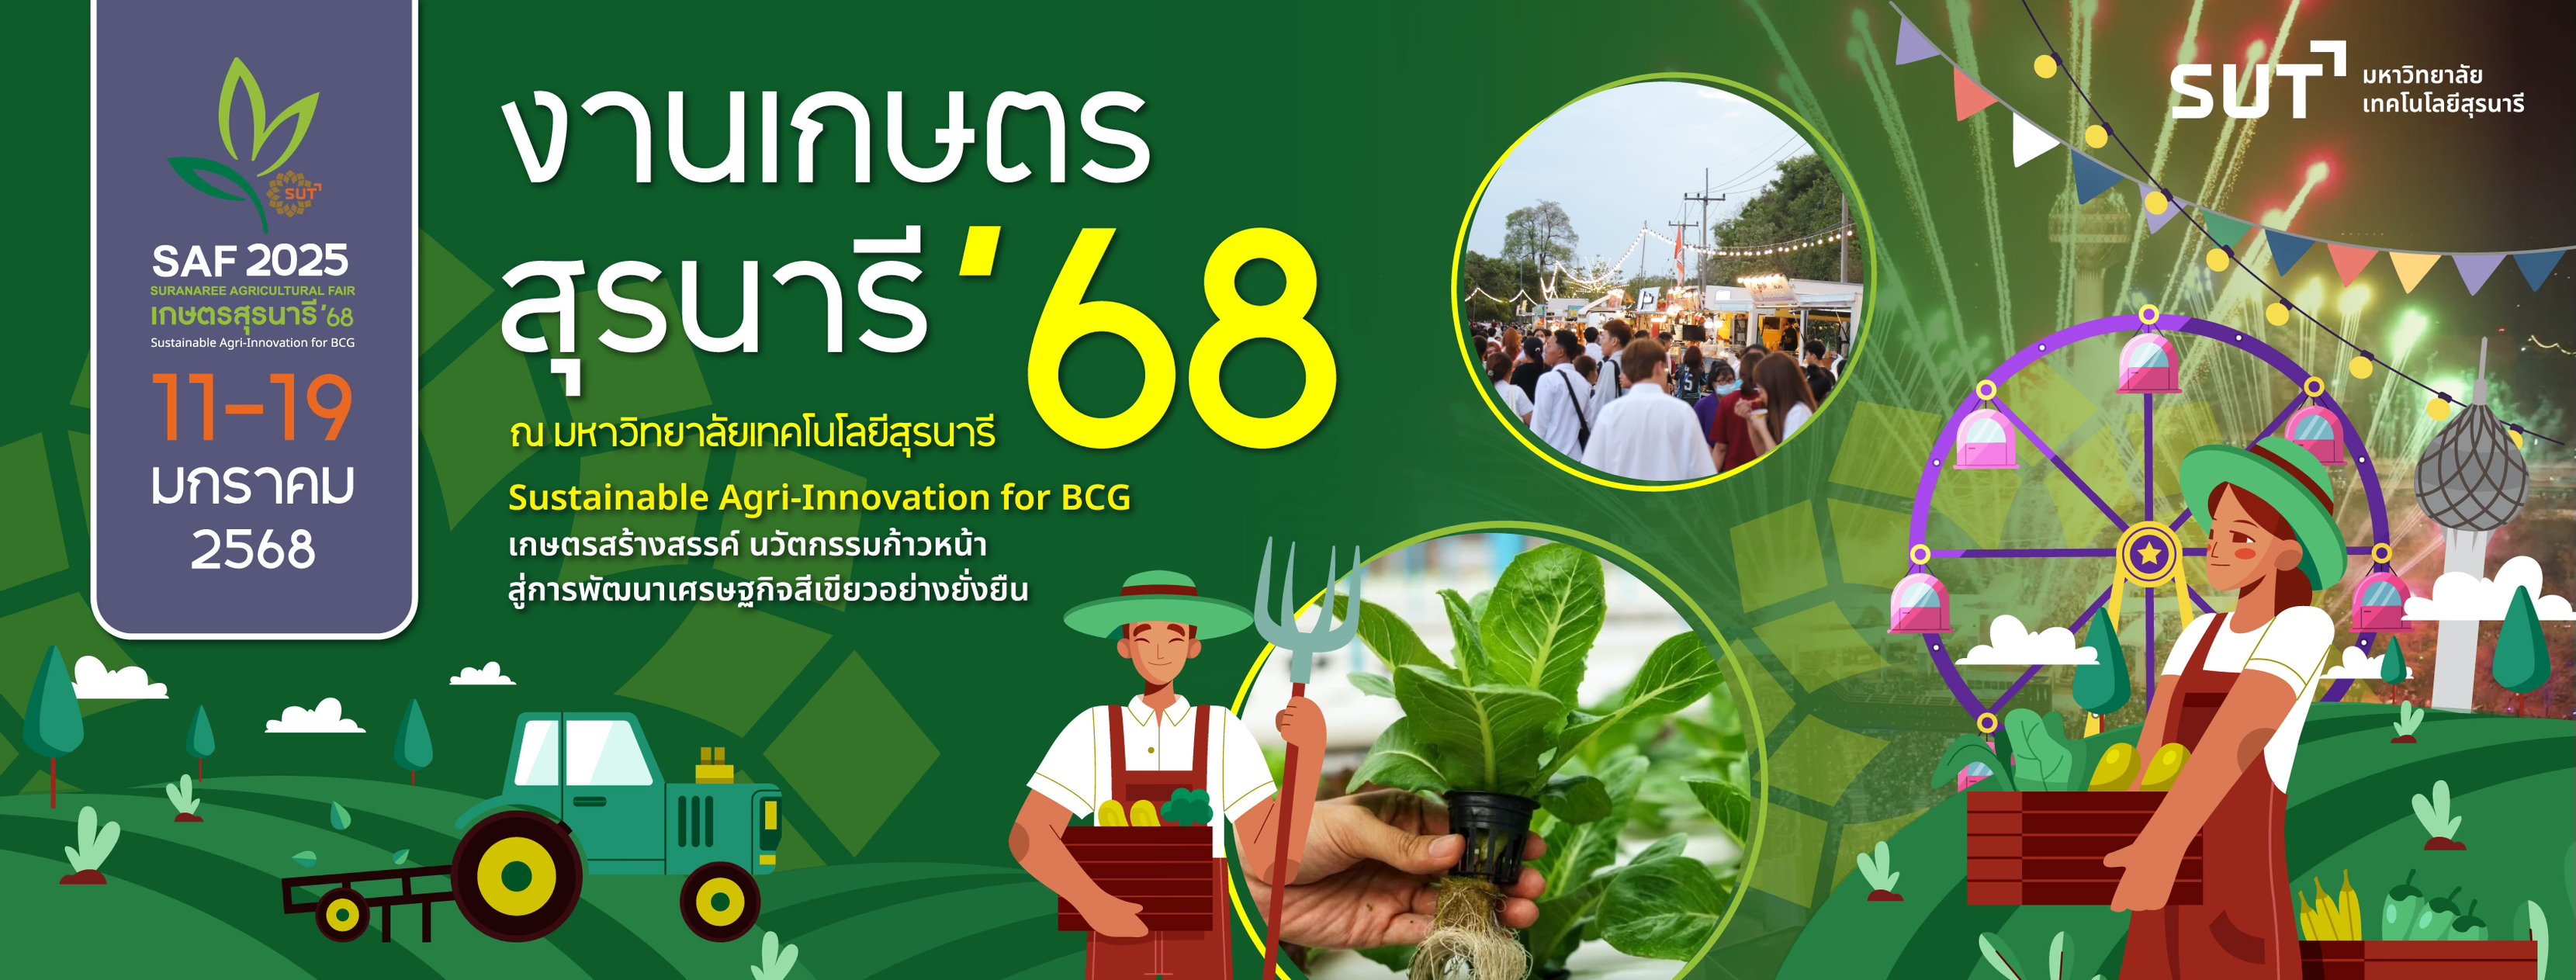 SUT
SAF 2025
SURANAREE AGRICULTURAL FAIR
เกษตรสุรนารี'68
Sustainable Agri-Innovation for BCG
11-19
มกราคม
2568
งานเกษตร
สุรนารี'68
ณ มหาวิทยาลัยเทคโนโลยีสุรนารี
Sustainable Agri-Innovation for BCG
เกษตรสร้างสรรค์ นวัตกรรมก้าวหน้า
สู่การพัฒนาเศรษฐกิจสีเขียวอย่างยั่งยืน
SUT
มหาวิทยาลัย
เทคโนโลยีสุรนารี